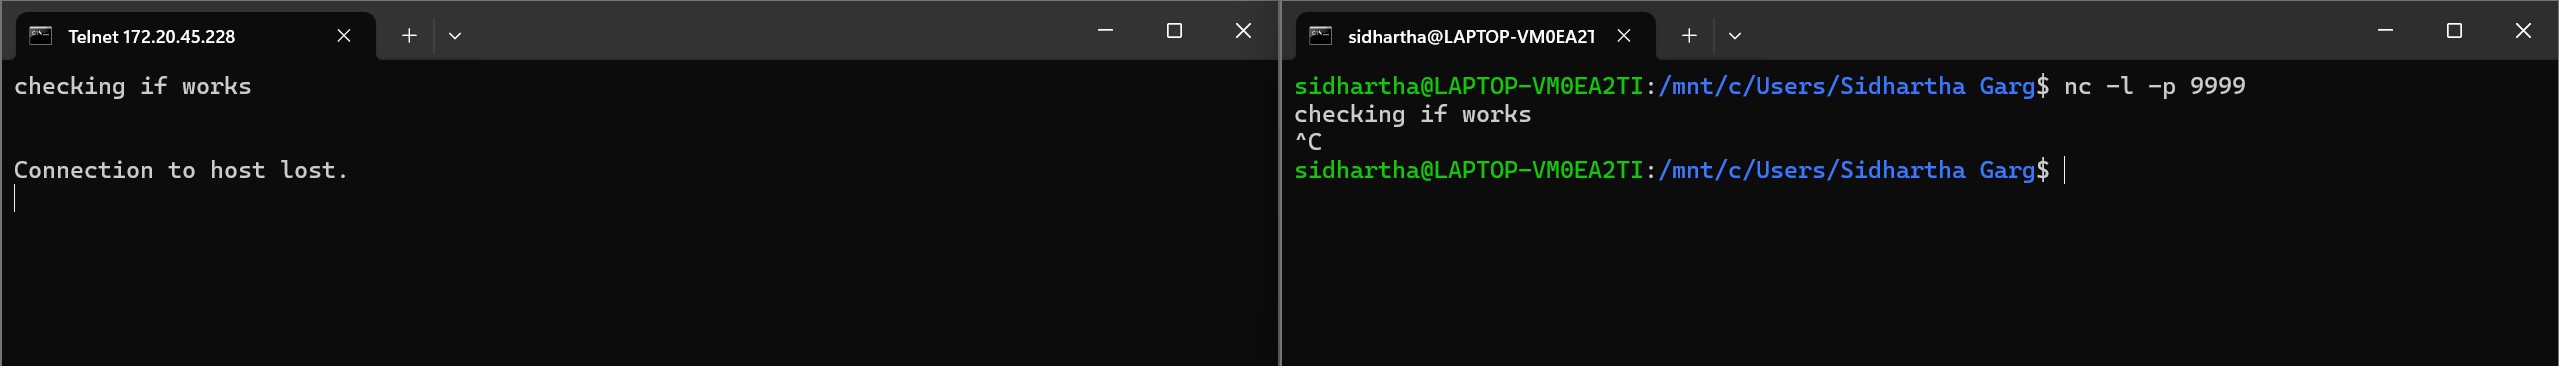 Telnet 172.20.45.228
checking if works
Connection to host lost.
sidhartha@LAPTOP-VM0EA2T
sidhartha@LAPTOP-VM0EA2TI:/mnt/c/Users/Sidhartha Garg$ nc -l -p 9999
checking if works
^C
sidhartha@LAPTOP-VM0EA2TI:/mnt/c/Users/Sidhartha Garg$